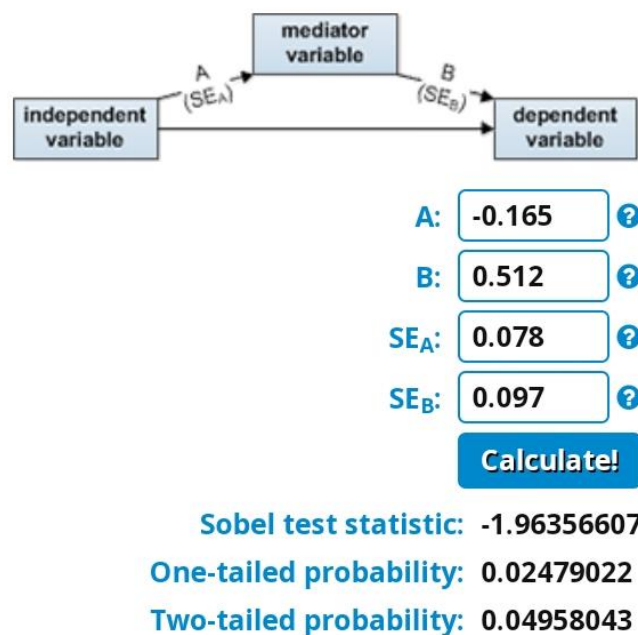 mediator
variable
A
(SEA)
B
(SEB)
independent
variable
dependent
variable
A: -0.165 ?
B: 0.512 ?
SEA: 0.078 ?
SEB: 0.097 ?
Calculate!
Sobel test statistic: -1.96356607
One-tailed probability: 0.02479022
Two-tailed probability: 0.04958043